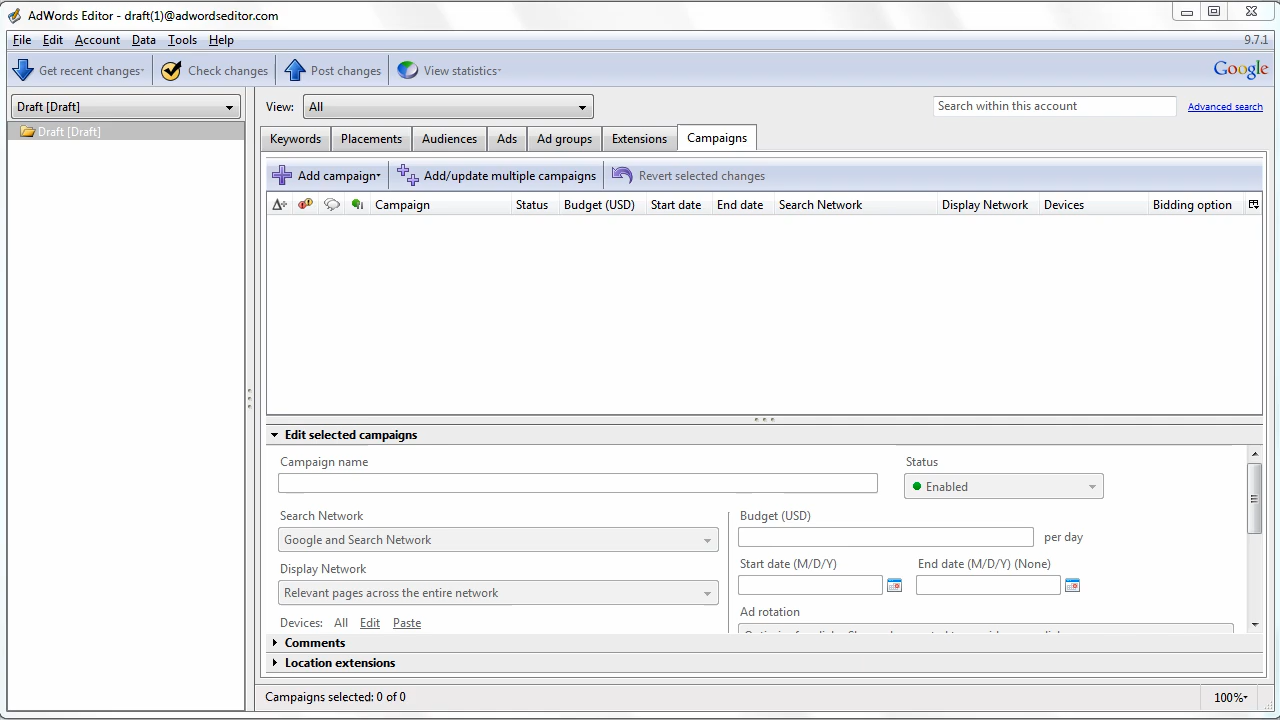 AdWords Editor - draft(1)@adwordseditor.com
File Edit Account Data Tools Help 9.7.1
Get recent changes Check changes Post changes View statistics Google
Draft [Draft] View: All Search within this account Advanced search
Draft [Draft]
Keywords Placements Audiences Ads Ad groups Extensions Campaigns
Add campaign Add/update multiple campaigns Revert selected changes
Campaign Status Budget (USD) Start date End date Search Network Display Network Devices Bidding option
Edit selected campaigns
Campaign name Status
Enabled
Search Network Budget (USD)
Google and Search Network per day
Display Network Start date (M/D/Y) End date (M/D/Y) (None)
Relevant pages across the entire network
Devices: All Edit Paste Ad rotation
Comments
Location extensions
Campaigns selected: 0 of 0 100%